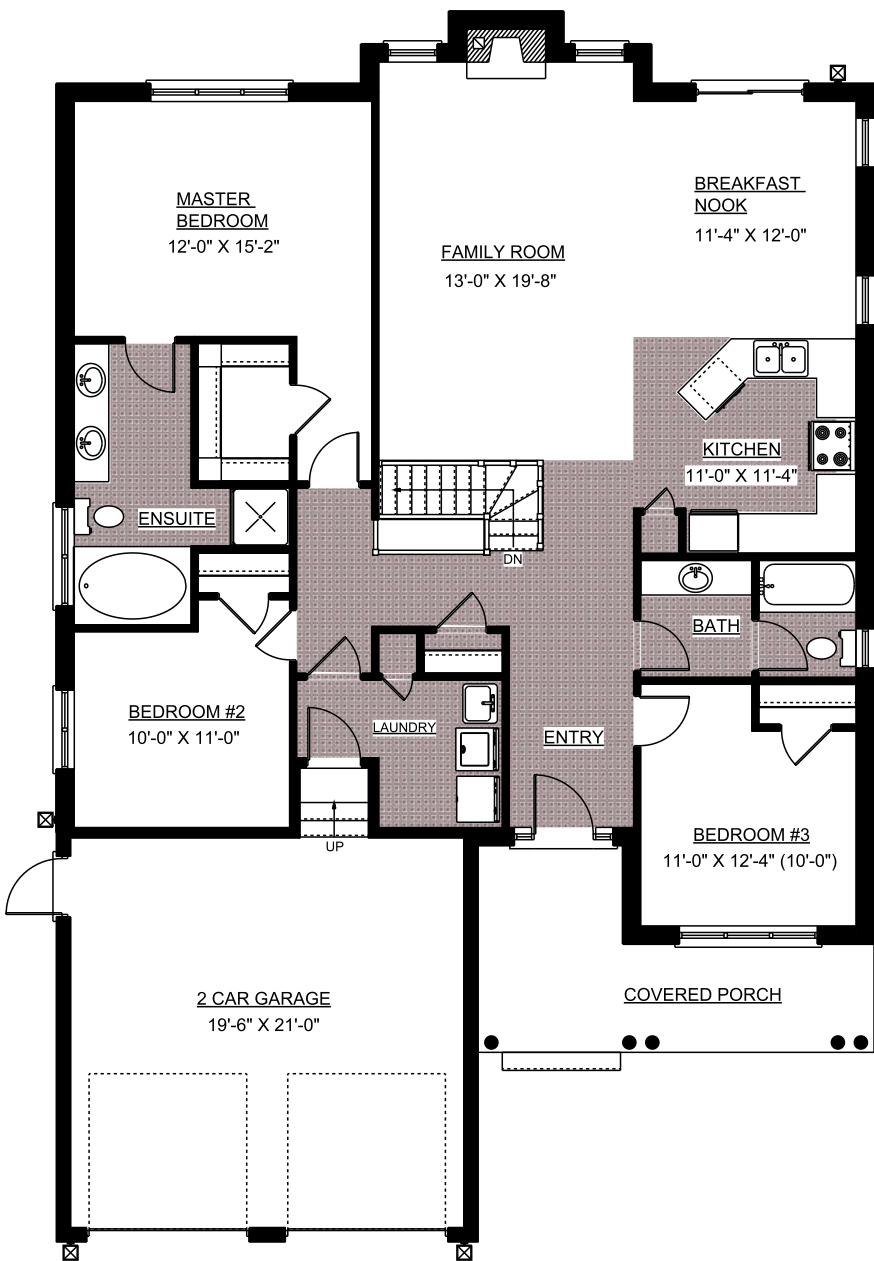 MASTER
BEDROOM
12'-0" X 15'-2"
FAMILY ROOM
13'-0" X 19'-8"
BREAKFAST
NOOK
11'-4" X 12'-0"
KITCHEN
11'-0" X 11'-4"
ENSUITE
DN
BATH
BEDROOM #2
10'-0" X 11'-0"
LAUNDRY
ENTRY
UP
BEDROOM #3
11'-0" X 12'-4" (10'-0")
2 CAR GARAGE
19'-6" X 21'-0"
COVERED PORCH